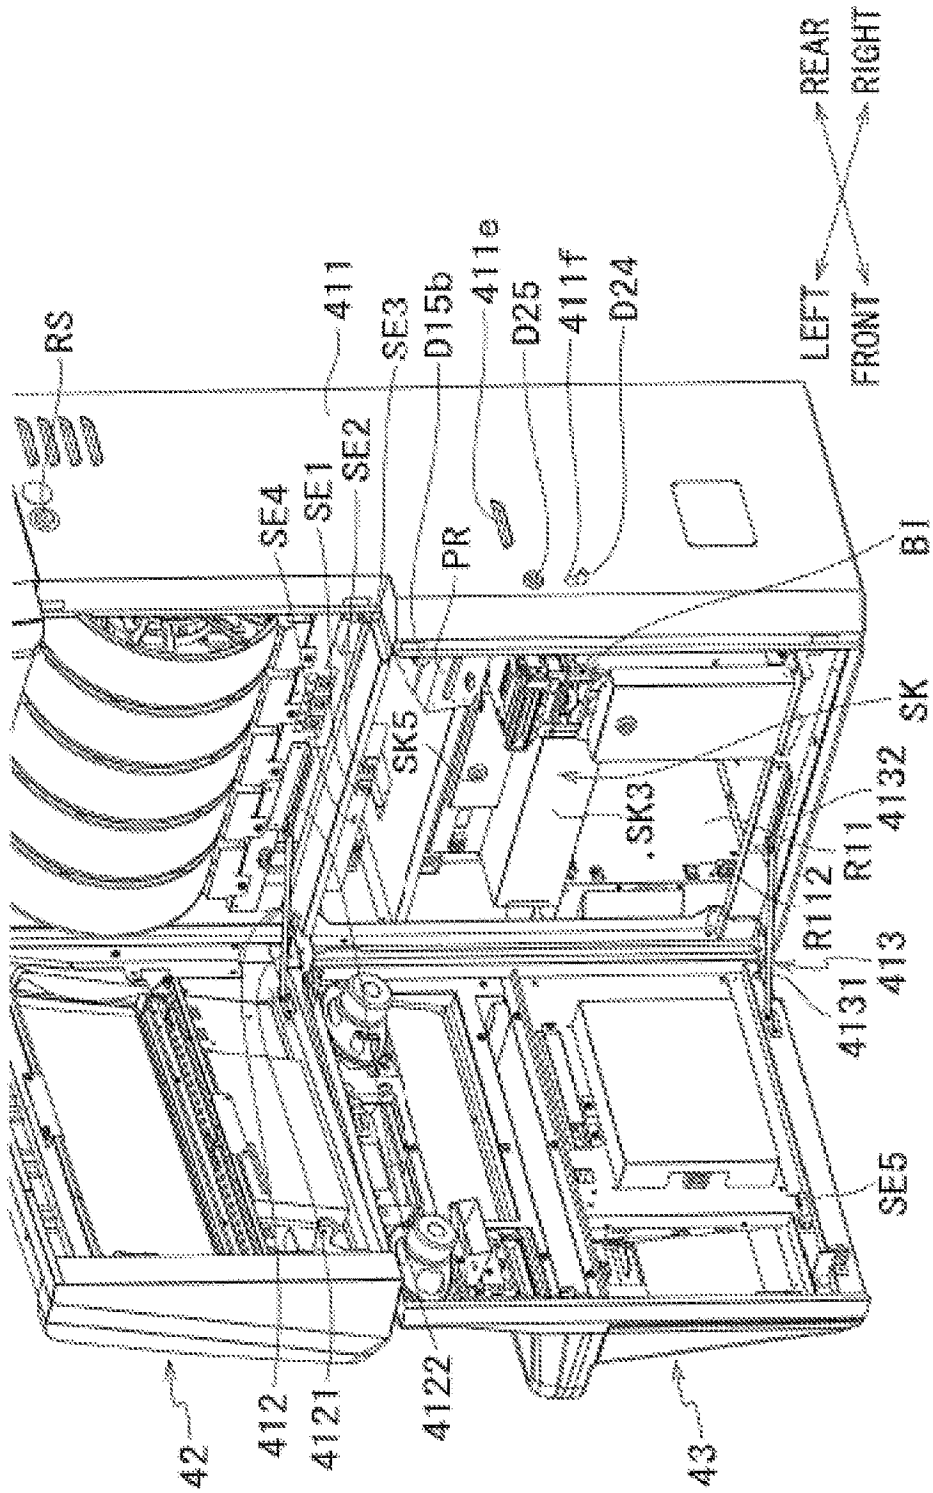 RS
411
SE4
SE1
SE2
SE3
D15b
411e
PR
D25
411f
D24
LEFT
REAR
FRONT
RIGHT
SK5
BI
SK
.SK3
4132
R11
R112
413
4131
SE5
42
412
4121
4122
43